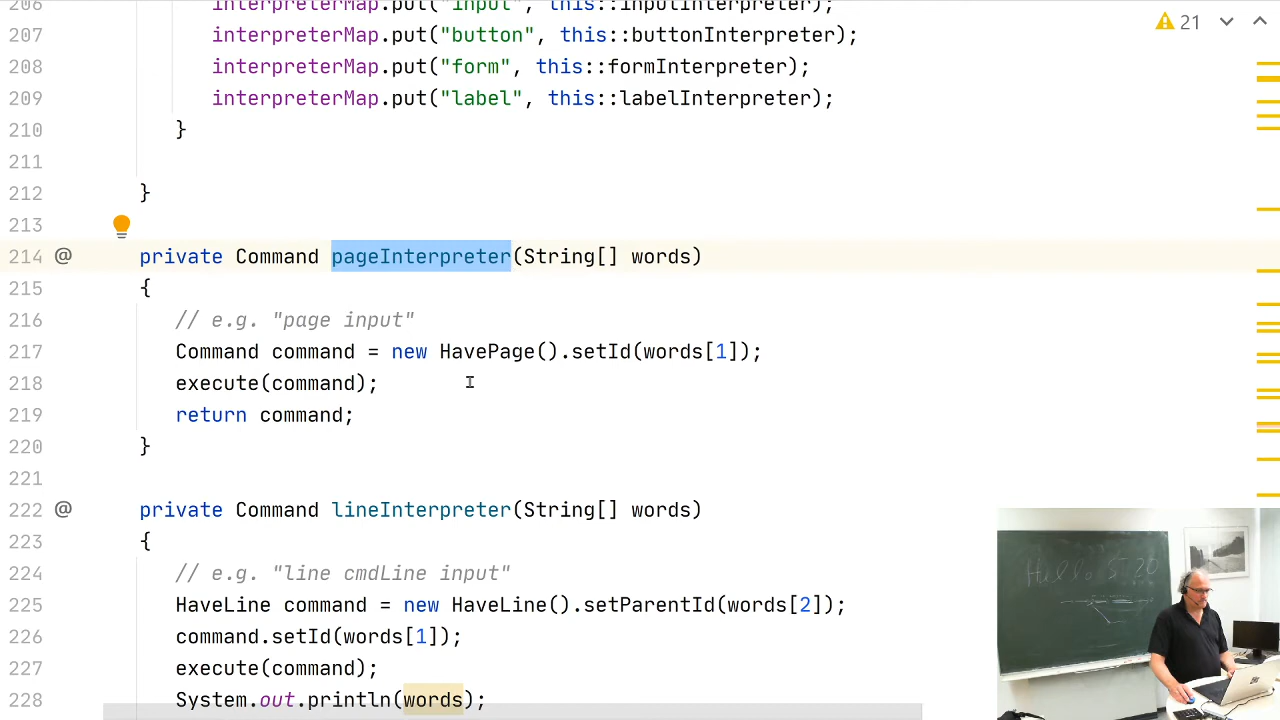 206 interpreterMap.put("input", this::inputInterpreter);
207 interpreterMap.put("button", this::buttonInterpreter);
208 interpreterMap.put("form", this::formInterpreter);
209 interpreterMap.put("label", this::labelInterpreter);
210 }
211
212 }
213
214 @ private Command pageInterpreter(String[] words)
215 {
216 // e.g. "page input"
217 Command command = new HavePage().setId(words[1]);
218 execute(command);
219 return command;
220 }
221
222 @ private Command lineInterpreter(String[] words)
223 {
224 // e.g. "line cmdLine input"
225 HaveLine command = new HaveLine().setParentId(words[2]);
226 command.setId(words[1]);
227 execute(command);
228 System.out.println(words);
21
Hello